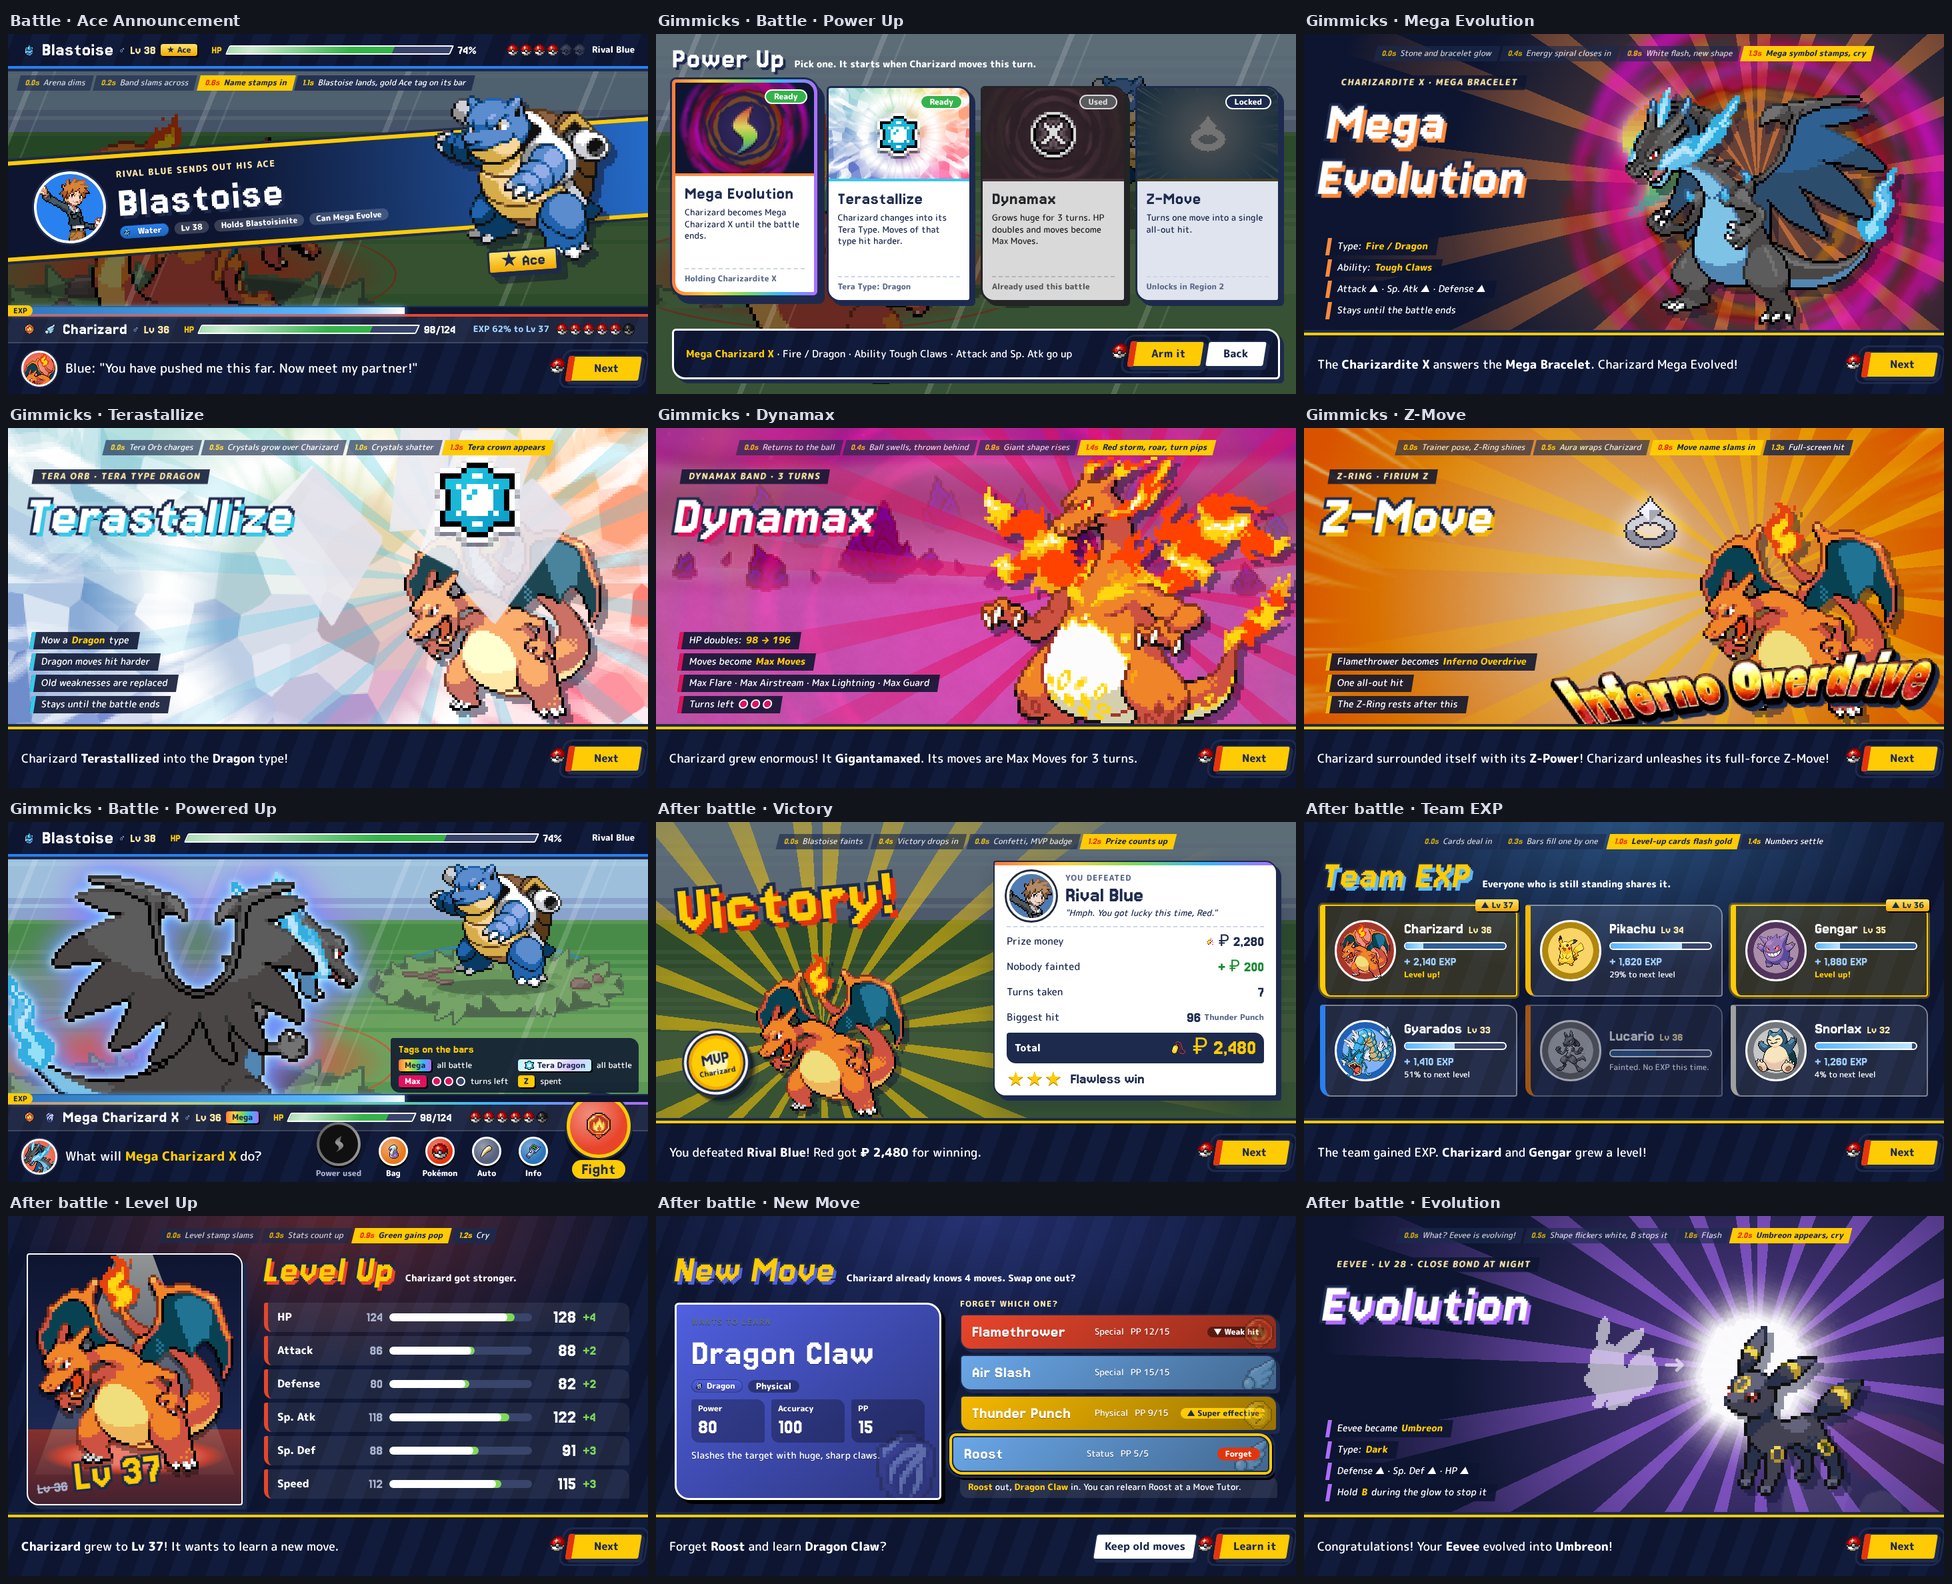 Battle · Ace Announcement
Blastoise ♂ Lv 38 ★ Ace HP 74% Rival Blue
0.0s Arena dims 0.2s Band slams across 0.8s Name stamps in 1.1s Blastoise lands, gold Ace tag on its bar
RIVAL BLUE SENDS OUT HIS ACE
Blastoise
Water Lv 38 Holds Blastoisinite Can Mega Evolve
★ Ace
EXP
Charizard ♂ Lv 36 HP 98/124 EXP 62% to Lv 37
Blue: "You have pushed me this far. Now meet my partner!"
Next
Gimmicks · Battle · Power Up
Power Up Pick one. It starts when Charizard moves this turn.
Ready
Mega Evolution
Charizard becomes Mega
Charizard X until the battle
ends.
Holding Charizardite X
Ready
Terastallize
Charizard changes into its
Tera Type. Moves of that
type hit harder.
Tera Type: Dragon
Used
Dynamax
Grows huge for 3 turns. HP
doubles and moves become
Max Moves.
Already used this battle
Locked
Z-Move
Turns one move into a single
all-out hit.
Unlocks in Region 2
Mega Charizard X · Fire / Dragon · Ability Tough Claws · Attack and Sp. Atk go up
Arm it
Back
Gimmicks · Mega Evolution
0.0s Stone and bracelet glow 0.4s Energy spiral closes in 0.8s White flash, new shape 1.3s Mega symbol stamps, cry
CHARIZARDITE X · MEGA BRACELET
Mega
Evolution
Type: Fire / Dragon
Ability: Tough Claws
Attack ▲ · Sp. Atk ▲ · Defense ▲
Stays until the battle ends
The Charizardite X answers the Mega Bracelet. Charizard Mega Evolved!
Next
Gimmicks · Terastallize
0.0s Tera Orb charges 0.5s Crystals grow over Charizard 1.0s Crystals shatter 1.3s Tera crown appears
TERA ORB · TERA TYPE DRAGON
Terastallize
Now a Dragon type
Dragon moves hit harder
Old weaknesses are replaced
Stays until the battle ends
Charizard Terastallized into the Dragon type!
Next
Gimmicks · Dynamax
0.0s Returns to the ball 0.4s Ball swells, thrown behind 0.9s Giant shape rises 1.4s Red storm, roar, turn pips
DYNAMAX BAND · 3 TURNS
Dynamax
HP doubles: 98 → 196
Moves become Max Moves
Max Flare · Max Airstream · Max Lightning · Max Guard
Turns left
Charizard grew enormous! It Gigantamaxed. Its moves are Max Moves for 3 turns.
Next
Gimmicks · Z-Move
0.0s Trainer pose, Z-Ring shines 0.5s Aura wraps Charizard 0.9s Move name slams in 1.3s Full-screen hit
Z-RING · FIRIUM Z
Z-Move
Flamethrower becomes Inferno Overdrive
One all-out hit
The Z-Ring rests after this
Inferno Overdrive
Charizard surrounded itself with its Z-Power! Charizard unleashes its full-force Z-Move!
Next
Gimmicks · Battle · Powered Up
Blastoise ♂ Lv 38 HP 74% Rival Blue
Tags on the bars
Mega all battle Tera Dragon all battle
Max turns left Z spent
EXP
Mega Charizard X ♂ Lv 36 Mega HP 98/124
What will Mega Charizard X do?
Power used Bag Pokémon Auto Info Fight
After battle · Victory
0.0s Blastoise faints 0.4s Victory drops in 0.8s Confetti, MVP badge 1.2s Prize counts up
Victory!
MVP
Charizard
YOU DEFEATED
Rival Blue
"Hmph. You got lucky this time, Red."
Prize money ₽ 2,280
Nobody fainted + ₽ 200
Turns taken 7
Biggest hit 96 Thunder Punch
Total ₽ 2,480
★★★ Flawless win
You defeated Rival Blue! Red got ₽ 2,480 for winning.
Next
After battle · Team EXP
0.0s Cards deal in 0.3s Bars fill one by one 1.0s Level-up cards flash gold 1.4s Numbers settle
Team EXP Everyone who is still standing shares it.
▲ Lv 37
Charizard Lv 36
+ 2,140 EXP
Level up!
Pikachu Lv 34
+ 1,620 EXP
29% to next level
▲ Lv 36
Gengar Lv 35
+ 1,880 EXP
Level up!
Gyarados Lv 33
+ 1,410 EXP
51% to next level
Lucario Lv 36
Fainted. No EXP this time.
Snorlax Lv 32
+ 1,260 EXP
4% to next level
The team gained EXP. Charizard and Gengar grew a level!
Next
After battle · Level Up
0.0s Level stamp slams 0.3s Stats count up 0.9s Green gains pop 1.2s Cry
Lv 36 Lv 37
Level Up Charizard got stronger.
HP 124 128 +4
Attack 86 88 +2
Defense 80 82 +2
Sp. Atk 118 122 +4
Sp. Def 88 91 +3
Speed 112 115 +3
Charizard grew to Lv 37! It wants to learn a new move.
Next
After battle · New Move
New Move Charizard already knows 4 moves. Swap one out?
WANTS TO LEARN
Dragon Claw
Dragon Physical
Power Accuracy PP
80 100 15
Slashes the target with huge, sharp claws.
FORGET WHICH ONE?
Flamethrower Special PP 12/15 ▼ Weak hit
Air Slash Special PP 15/15
Thunder Punch Physical PP 9/15 ▲ Super effective
Roost Status PP 5/5 Forget
Roost out, Dragon Claw in. You can relearn Roost at a Move Tutor.
Forget Roost and learn Dragon Claw?
Keep old moves
Learn it
After battle · Evolution
0.0s What? Eevee is evolving! 0.5s Shape flickers white, B stops it 1.8s Flash 2.0s Umbreon appears, cry
EEVEE · LV 28 · CLOSE BOND AT NIGHT
Evolution
Eevee became Umbreon
Type: Dark
Defense ▲ · Sp. Def ▲ · HP ▲
Hold B during the glow to stop it
Congratulations! Your Eevee evolved into Umbreon!
Next